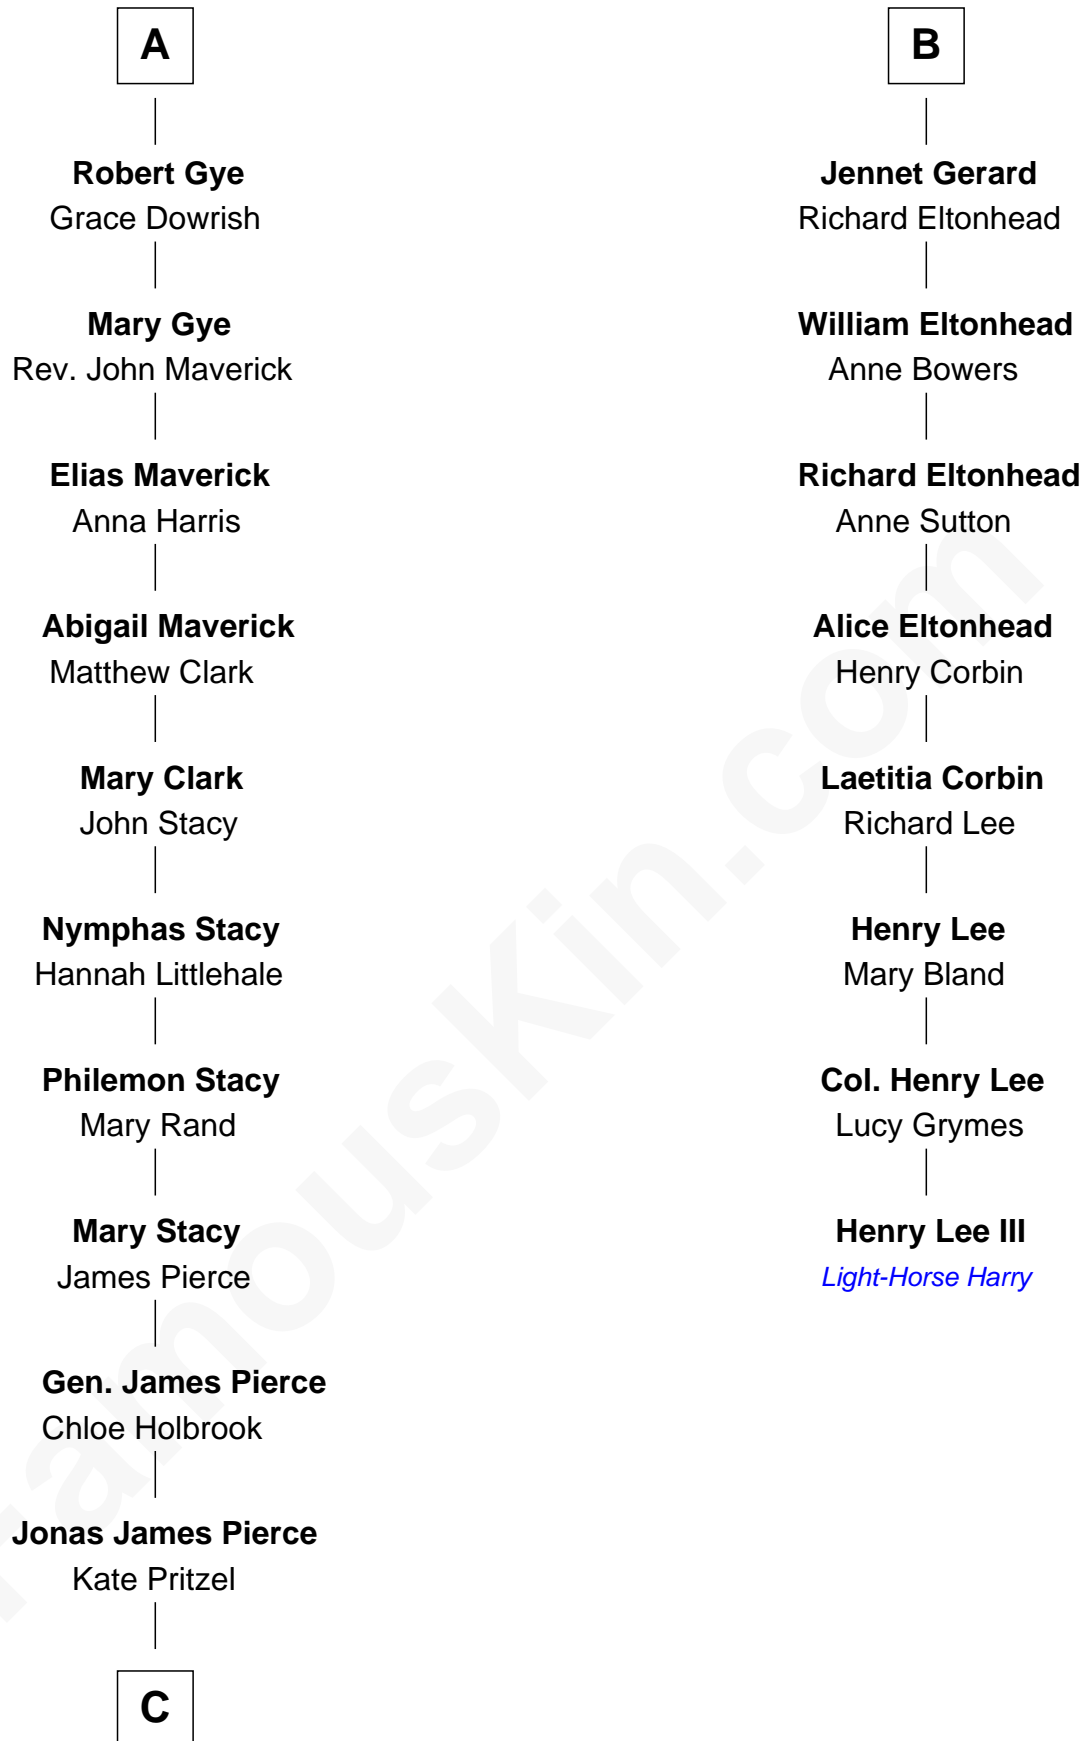 A
Robert Gye
Grace Dowrish
Mary Gye
Rev. John Maverick
Elias Maverick
Anna Harris
Abigail Maverick
Matthew Clark
Mary Clark
John Stacy
Nymphas Stacy
Hannah Littlehale
Philemon Stacy
Mary Rand
Mary Stacy
James Pierce
Gen. James Pierce
Chloe Holbrook
Jonas James Pierce
Kate Pritzel
C
B
Jennet Gerard
Richard Eltonhead
William Eltonhead
Anne Bowers
Richard Eltonhead
Anne Sutton
Alice Eltonhead
Henry Corbin
Laetitia Corbin
Richard Lee
Henry Lee
Mary Bland
Col. Henry Lee
Lucy Grymes
Henry Lee III
Light-Horse Harry
FamousKin.com